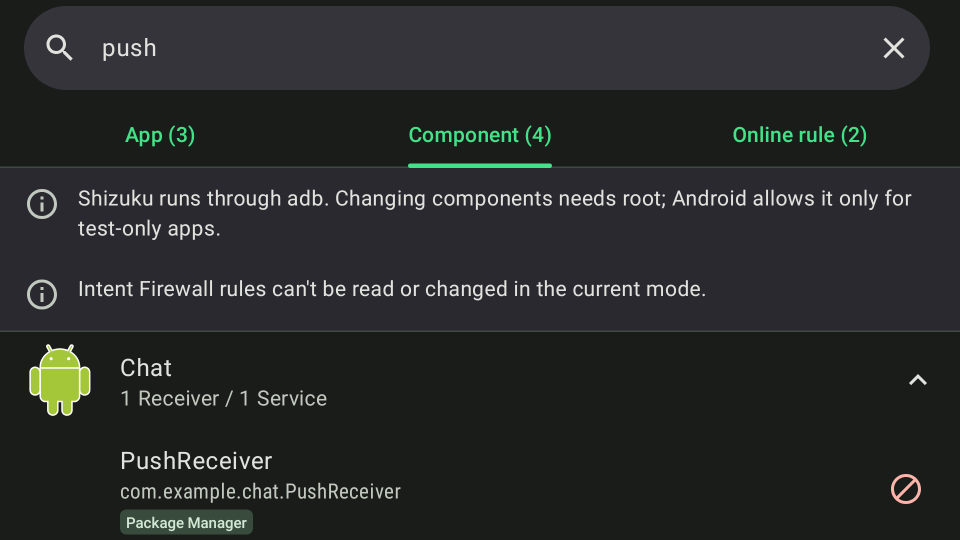 push
App (3)
Component (4)
Online rule (2)
Shizuku runs through adb. Changing components needs root; Android allows it only for
test-only apps.
Intent Firewall rules can't be read or changed in the current mode.
Chat
1 Receiver / 1 Service
PushReceiver
com.example.chat.PushReceiver
Package Manager